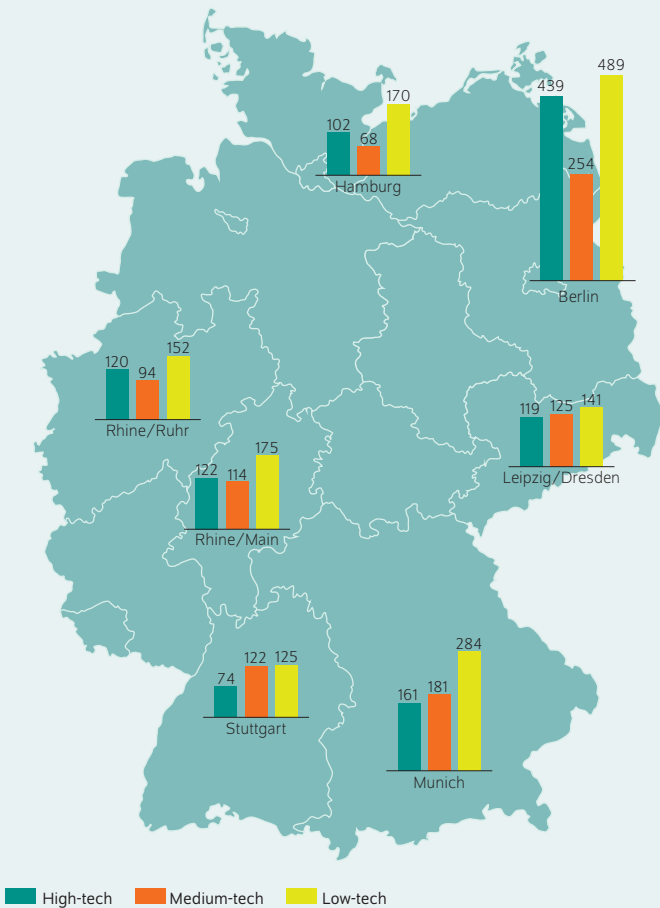 102
68
170
Hamburg
439
254
489
Berlin
120
94
152
Rhine/Ruhr
119
125
141
Leipzig/Dresden
122
114
175
Rhine/Main
74
122
125
Stuttgart
161
181
284
Munich
High-tech Medium-tech Low-tech